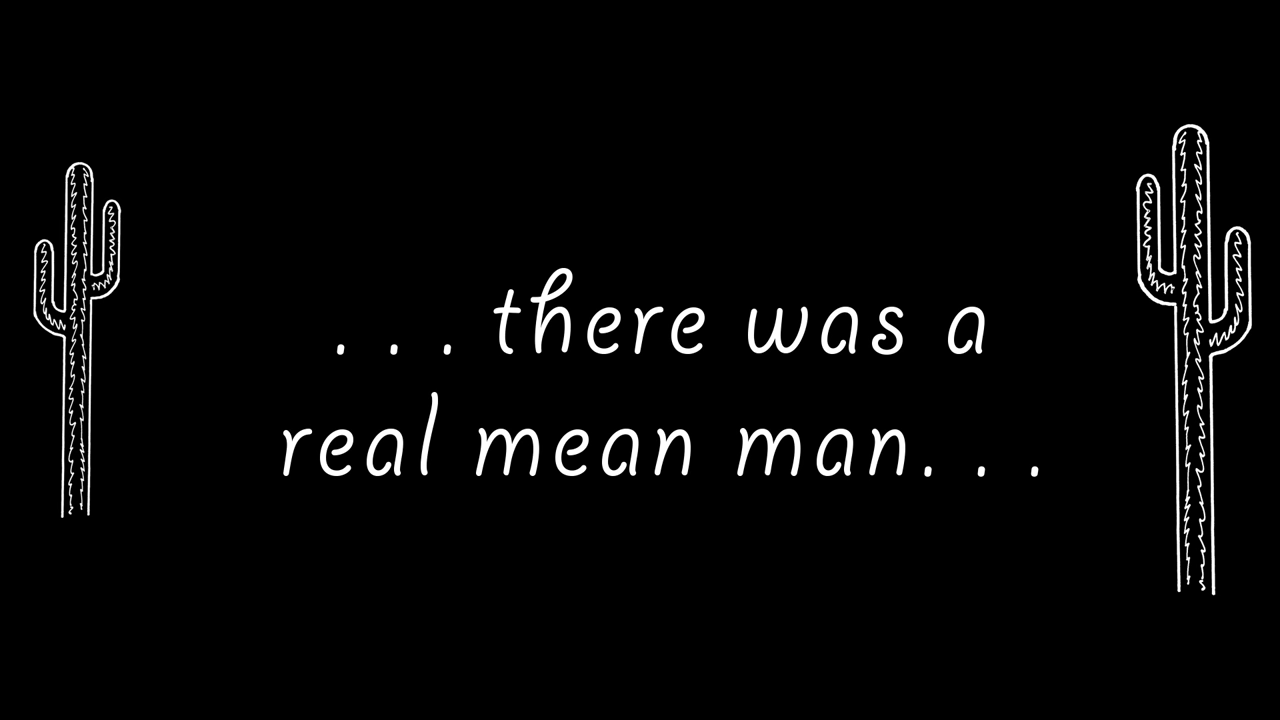 . . . there was a
real mean man. . .